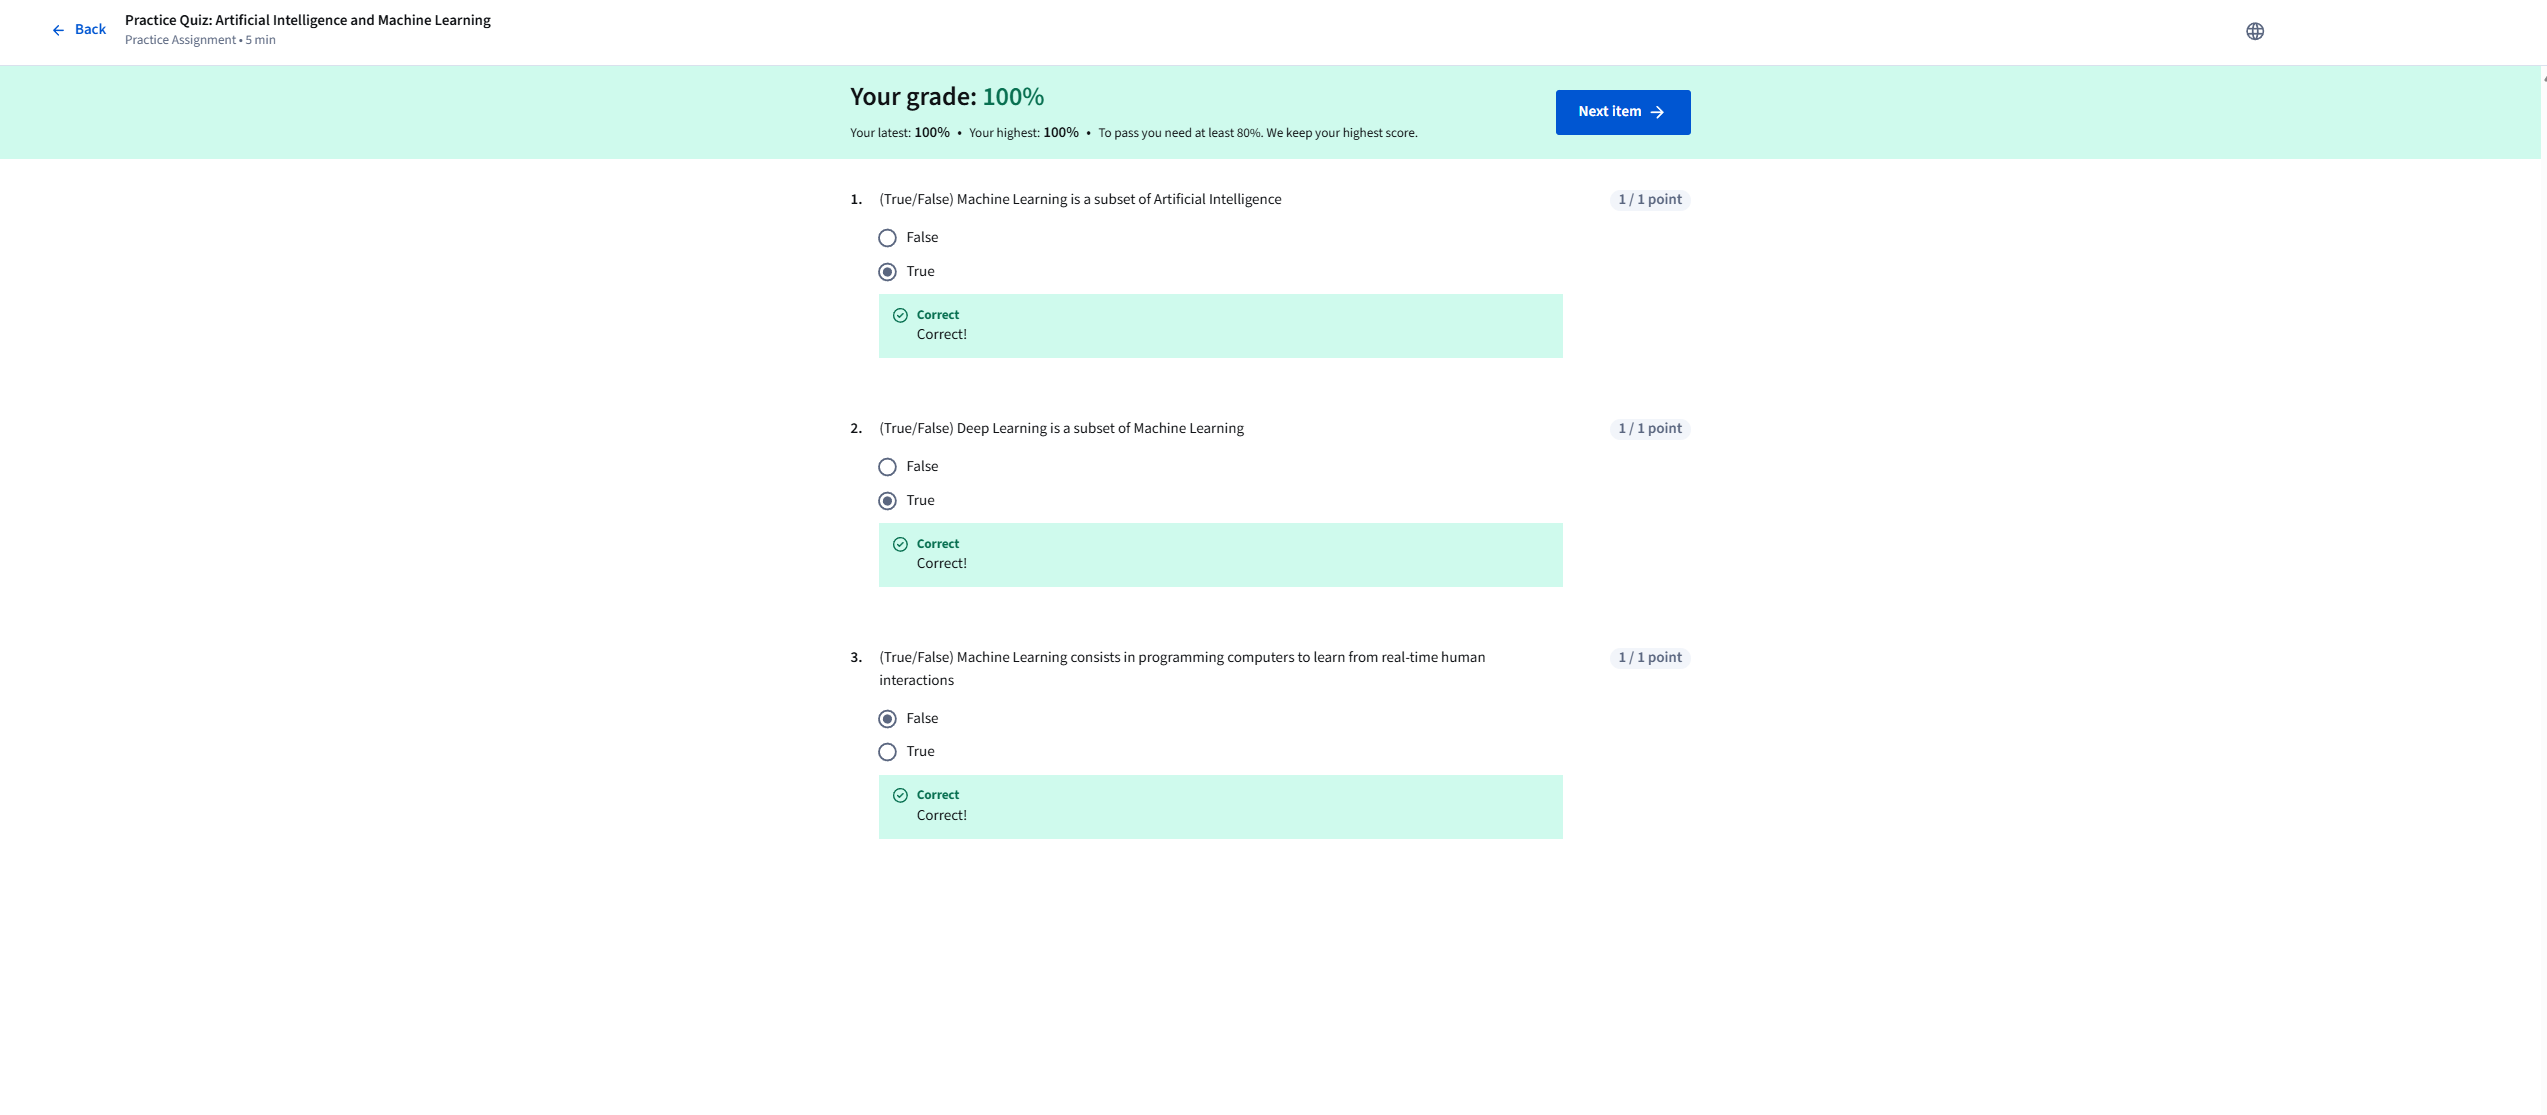 Back
Practice Quiz: Artificial Intelligence and Machine Learning
Practice Assignment • 5 min
Your grade: 100%
Your latest: 100% • Your highest: 100% • To pass you need at least 80%. We keep your highest score.
Next item
1. (True/False) Machine Learning is a subset of Artificial Intelligence
1 / 1 point
False
True
Correct
Correct!
2. (True/False) Deep Learning is a subset of Machine Learning
1 / 1 point
False
True
Correct
Correct!
3. (True/False) Machine Learning consists in programming computers to learn from real-time human
interactions
1 / 1 point
False
True
Correct
Correct!